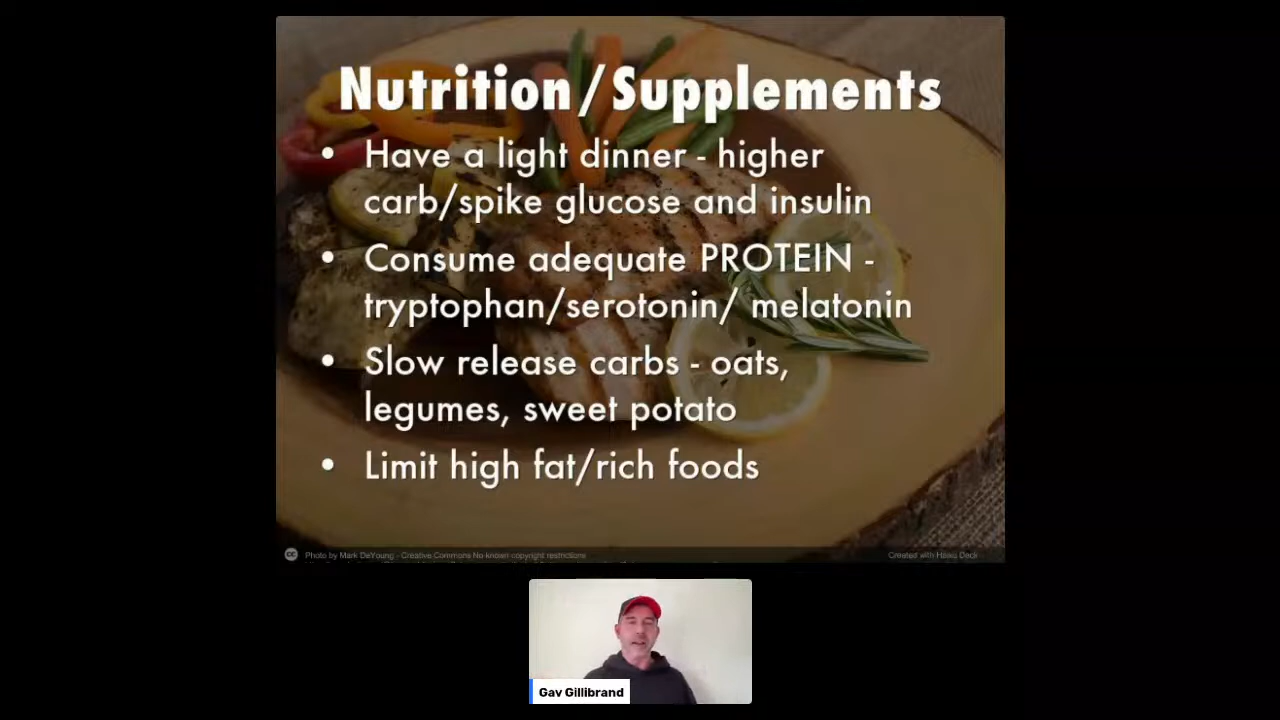 Nutrition/Supplements
• Have a light dinner - higher
carb/spike glucose and insulin
• Consume adequate PROTEIN -
tryptophan/serotonin/ melatonin
• Slow release carbs - oats,
legumes, sweet potato
• Limit high fat/rich foods
Photo by Mark DeYoung - Creative Commons No known copyright restrictions
Created with Haiku Deck
Gav Gillibrand